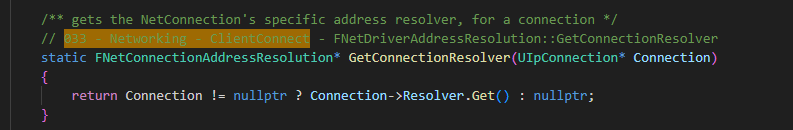 /** gets the NetConnection's specific address resolver, for a connection */
// 033 - Networking - ClientConnect - FNetDriverAddressResolution::GetConnectionResolver
static FNetConnectionAddressResolution* GetConnectionResolver(UIpConnection* Connection)
{
    return Connection != nullptr ? Connection->Resolver.Get() : nullptr;
}